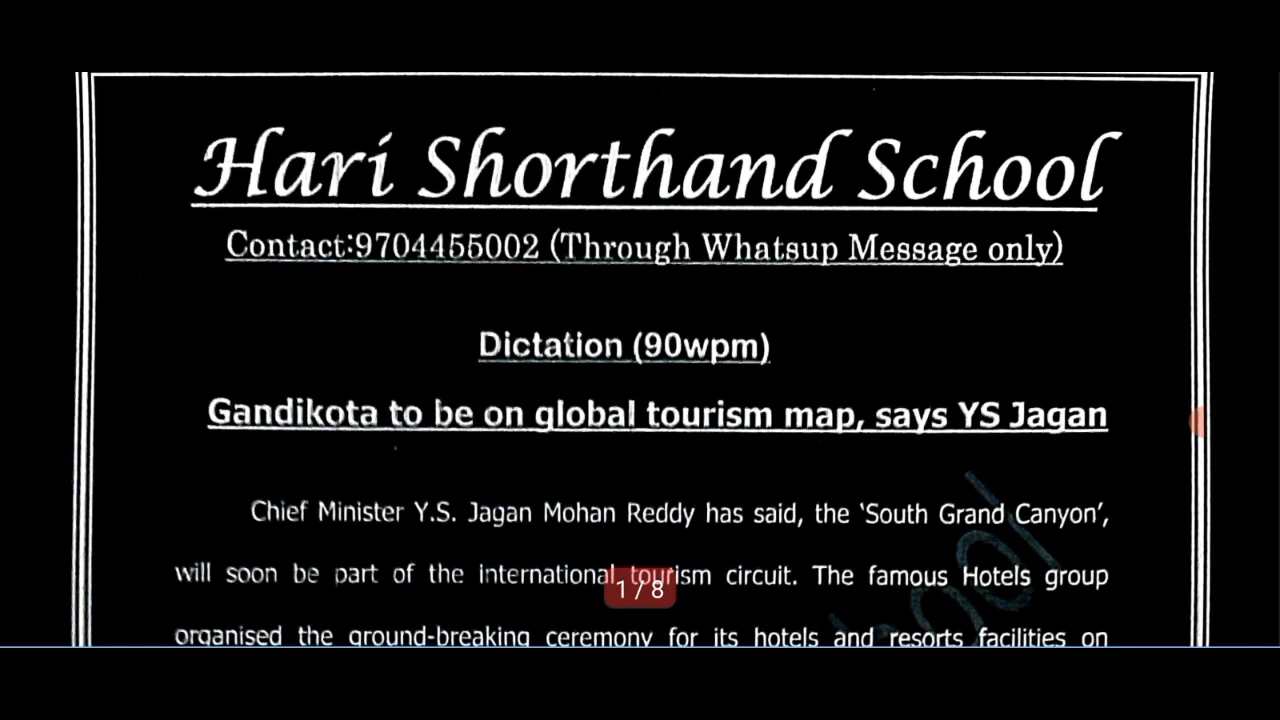 Hari Shorthand School
Contact:9704455002 (Through Whatsup Message only)
Dictation (90wpm)
Gandikota to be on global tourism map, says YS Jagan
Chief Minister Y.S. Jagan Mohan Reddy has said, the ‘South Grand Canyon’,
will soon be part of the international tourism circuit. The famous Hotels group
1 / 8
organised the ground-breaking ceremony for its hotels and resorts facilities on